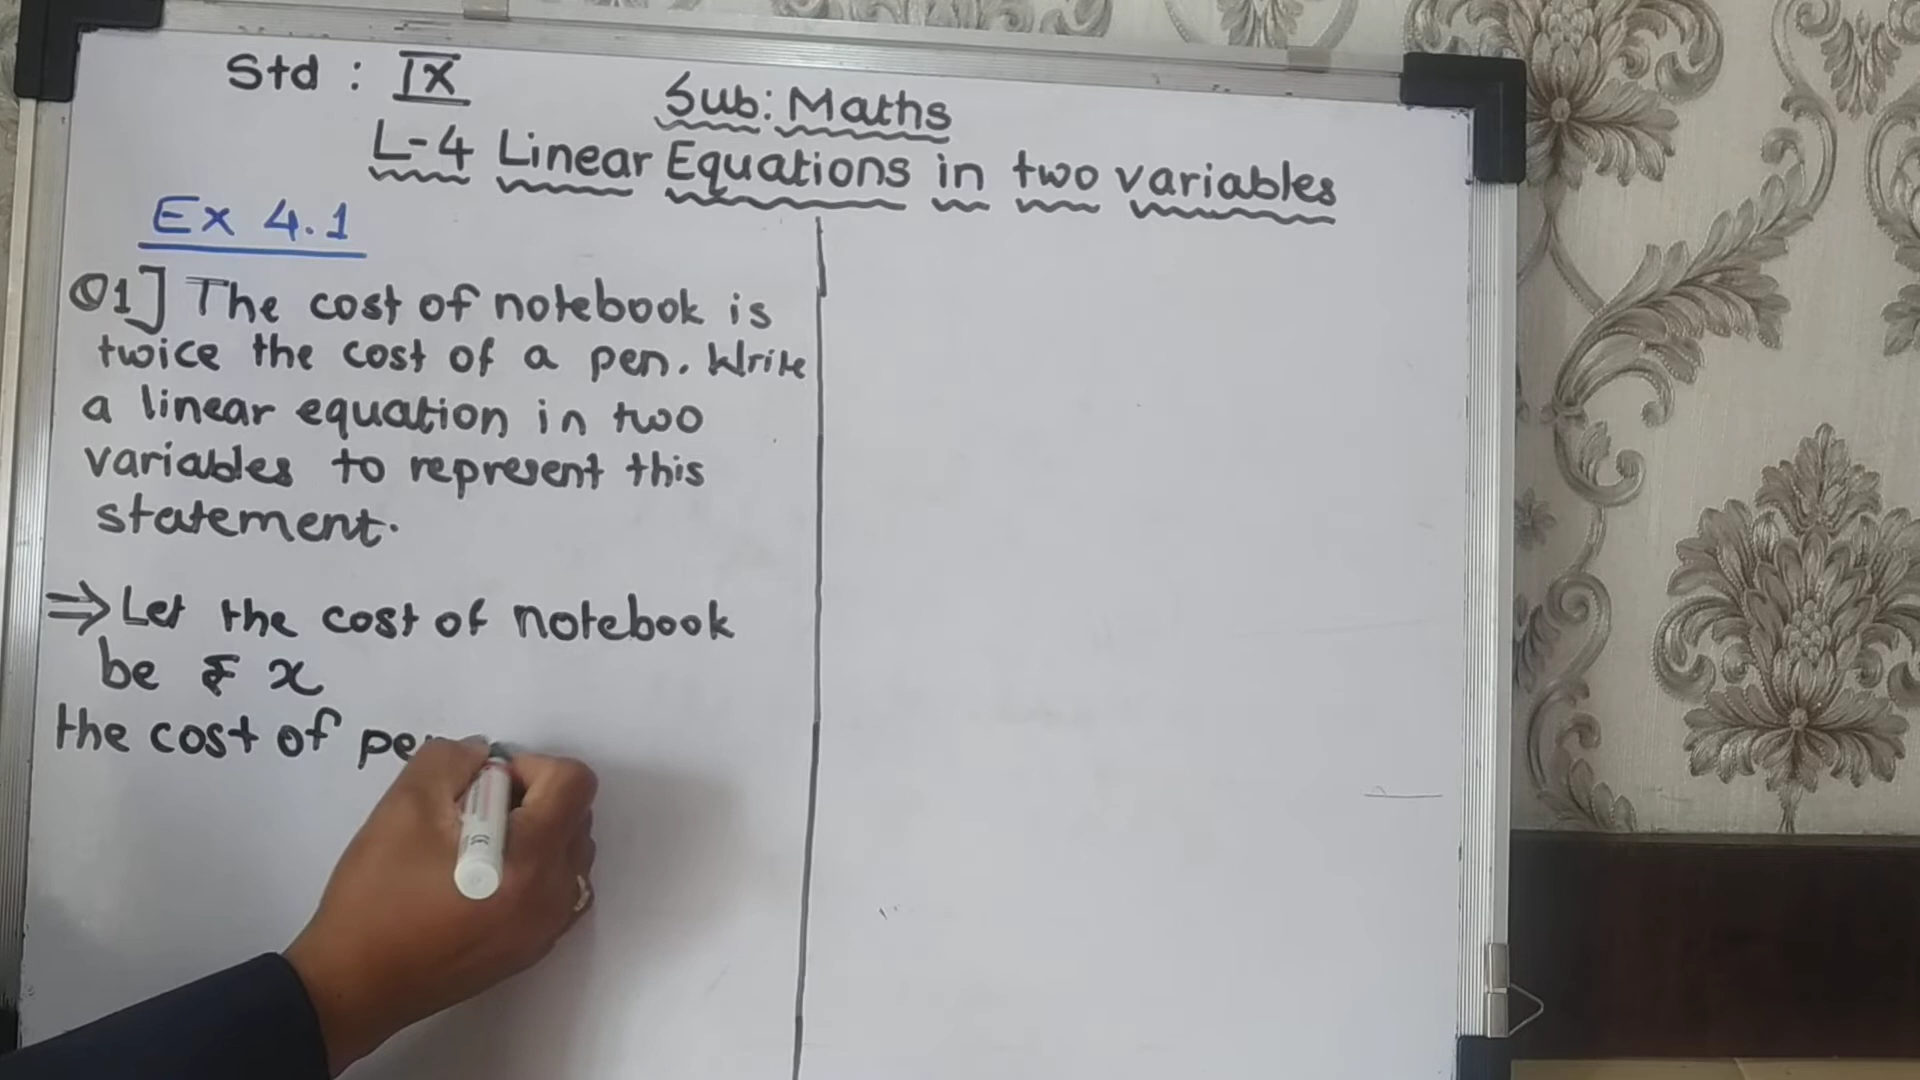 Std : IX
Sub: Maths
L-4 Linear Equations in two variables
Ex 4.1
Q1] The cost of notebook is
twice the cost of a pen. Write
a linear equation in two
variables to represent this
statement.
⇒ Let the cost of notebook
be ₹ x
the cost of